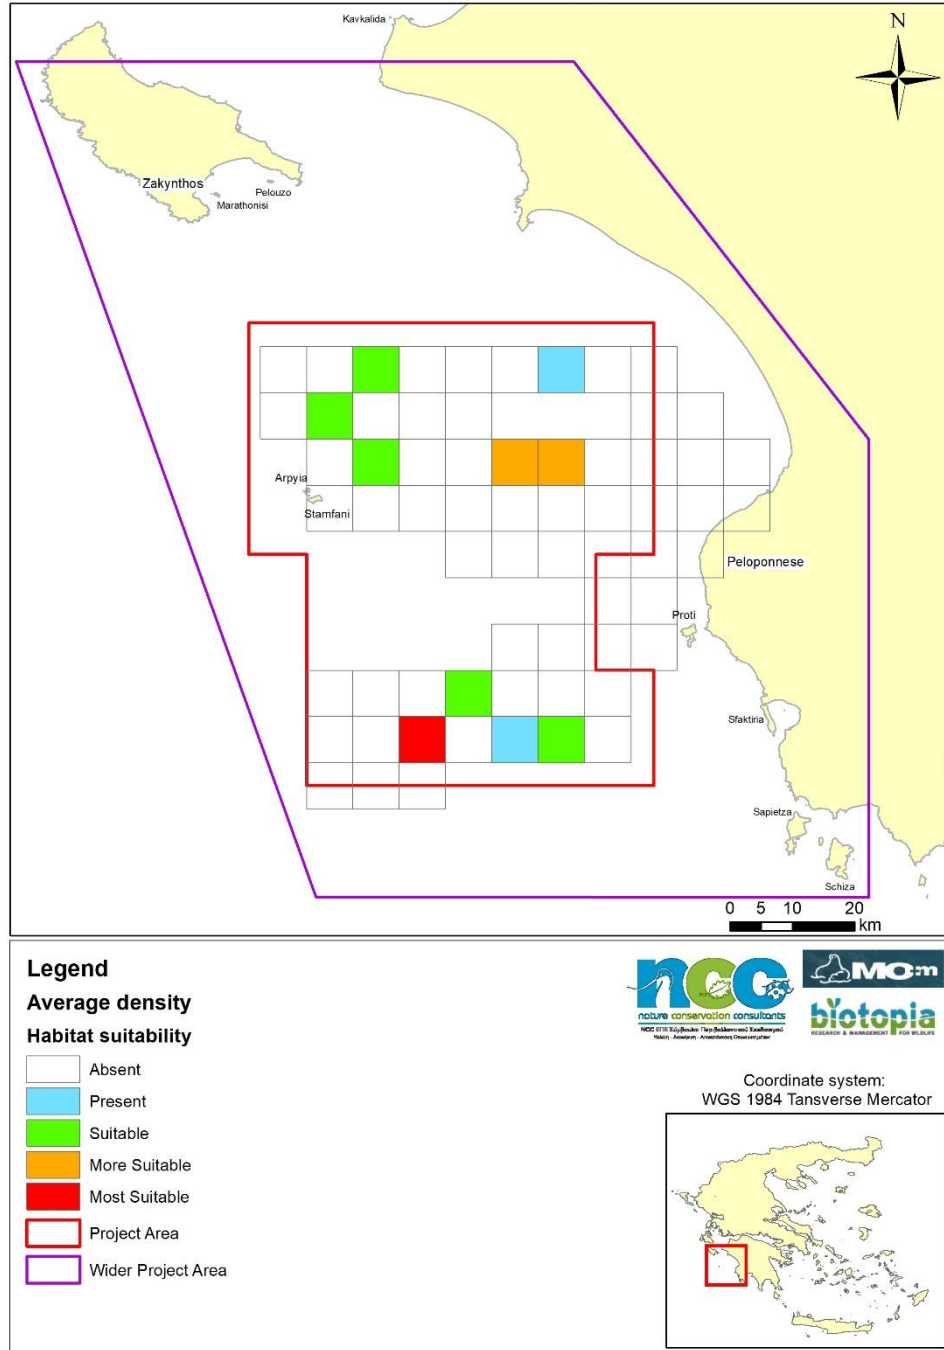 Kavkalida
N
Zakynthos
Pelouzo
Marathonisi
Arpyia
Stamfani
Peloponnese
Proti
Sfaktiria
Sapietza
Schiza
0 5 10 20
km
Legend
Average density
Habitat suitability
Absent
Present
Suitable
More Suitable
Most Suitable
Project Area
Wider Project Area
ncc
nature conservation consultants
MOm
biotopia
RESEARCH & MANAGEMENT FOR WILDLIFE
Coordinate system:
WGS 1984 Tansverse Mercator